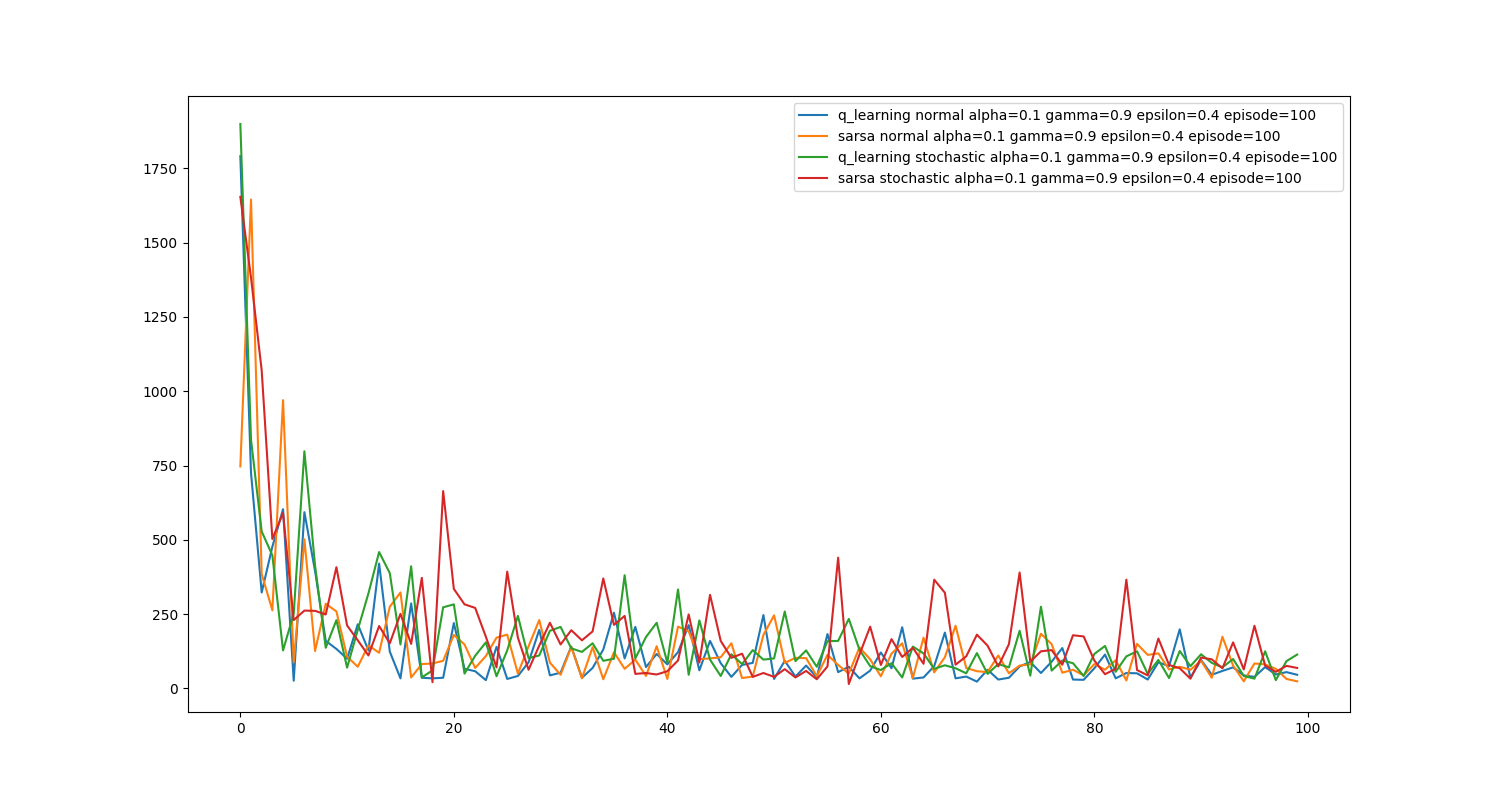 q_learning normal alpha=0.1 gamma=0.9 epsilon=0.4 episode=100
sarsa normal alpha=0.1 gamma=0.9 epsilon=0.4 episode=100
q_learning stochastic alpha=0.1 gamma=0.9 epsilon=0.4 episode=100
sarsa stochastic alpha=0.1 gamma=0.9 epsilon=0.4 episode=100
1750
1500
1250
1000
750
500
250
0
0 20 40 60 80 100